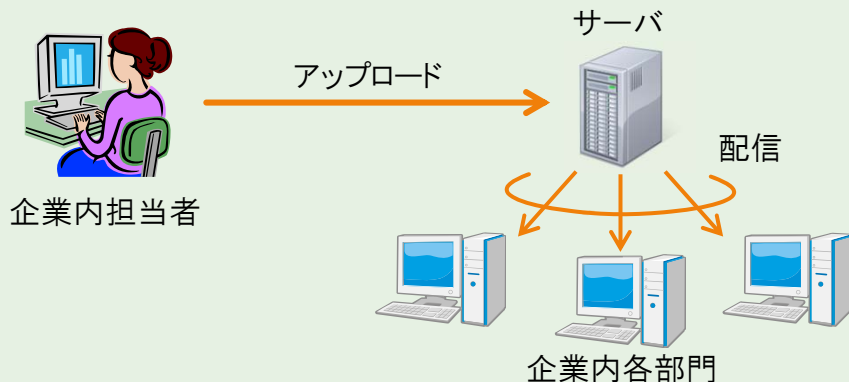 サーバ
アップロード
配信
企業内担当者
企業内各部門